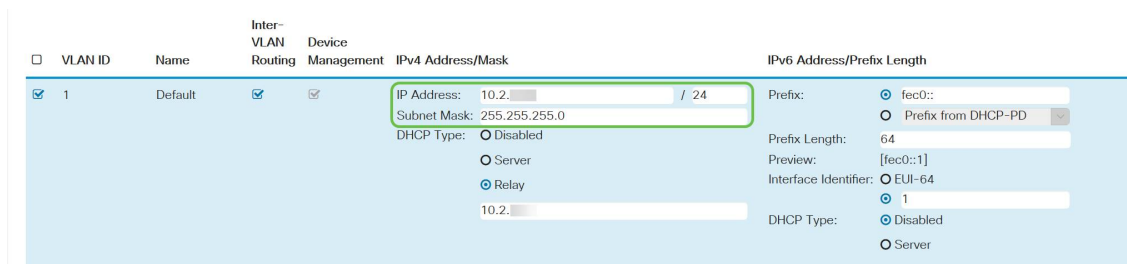 Inter-
VLAN Device
VLAN ID Name Routing Management IPv4 Address/Mask IPv6 Address/Prefix Length
1 Default IP Address: 10.2. / 24 Prefix: fec0::
Subnet Mask: 255.255.255.0 Prefix from DHCP-PD
DHCP Type: Disabled Prefix Length: 64
Server Preview: [fec0::1]
Relay Interface Identifier: EUI-64
10.2. 1
DHCP Type: Disabled
Server